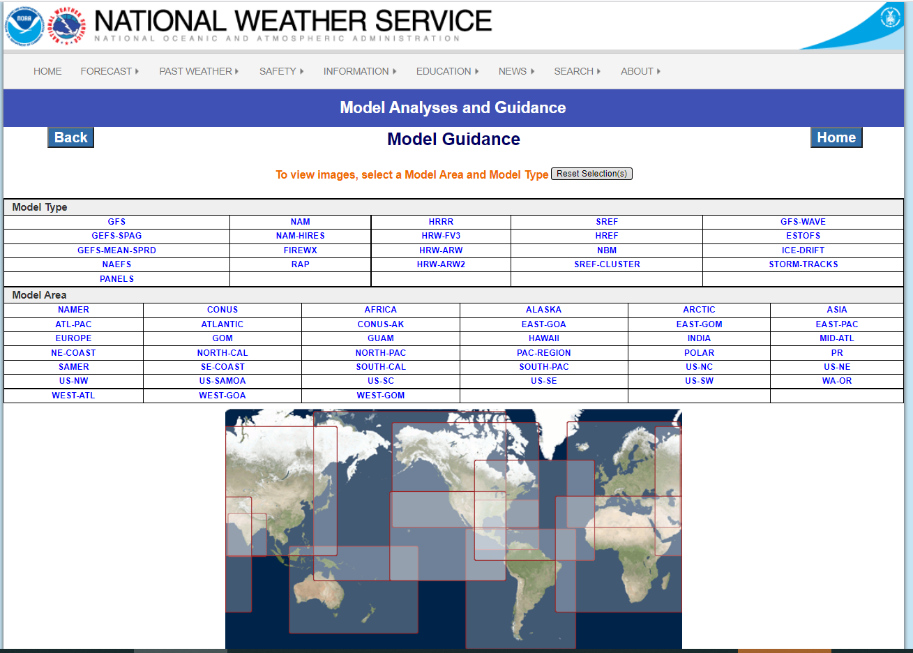 NATIONAL WEATHER SERVICE
NATIONAL OCEANIC AND ATMOSPHERIC ADMINISTRATION
HOME FORECAST PAST WEATHER SAFETY INFORMATION EDUCATION NEWS SEARCH ABOUT
Model Analyses and Guidance
Back Model Guidance Home
To view images, select a Model Area and Model Type Reset Selection(s)
Model Type
GFS NAM HRRR SREF GFS-WAVE
GEFS-SPAG NAM-HIRES HRW-FV3 HREF ESTOFS
GEFS-MEAN-SPRD FIREWX HRW-ARW NBM ICE-DRIFT
NAEFS RAP HRW-ARW2 SREF-CLUSTER STORM-TRACKS
PANELS
Model Area
NAMER CONUS AFRICA ALASKA ARCTIC ASIA
ATL-PAC ATLANTIC CONUS-AK EAST-GOA EAST-GOM EAST-PAC
EUROPE GOM GUAM HAWAII INDIA MID-ATL
NE-COAST NORTH-CAL NORTH-PAC PAC-REGION POLAR PR
SAMER SE-COAST SOUTH-CAL SOUTH-PAC US-NC US-NE
US-NW US-SAMOA US-SC US-SE US-SW WA-OR
WEST-ATL WEST-GOA WEST-GOM